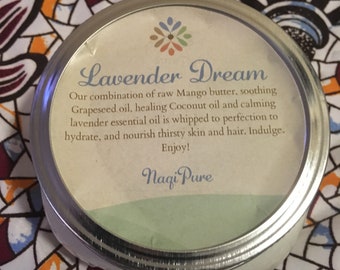 Lavender Dream
Our combination of raw Mango butter, soothing
Grapeseed oil, healing Coconut oil and calming
lavender essential oil is whipped to perfection to
hydrate, and nourish thirsty skin and hair. Indulge.
Enjoy!
NaqiPure